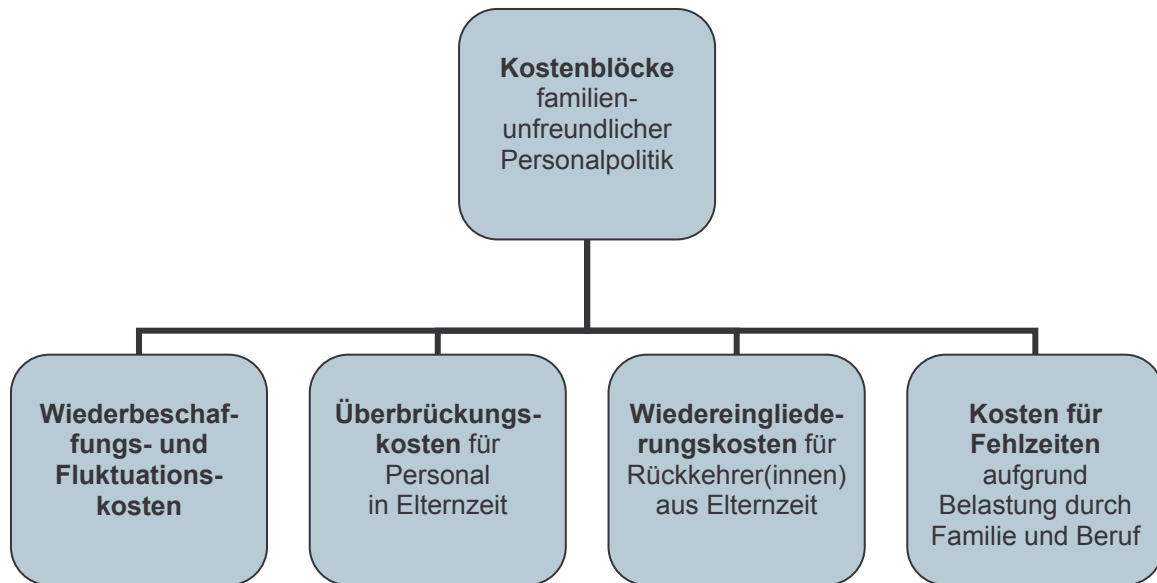 Kostenblöcke
familien-
unfreundlicher
Personalpolitik
Wiederbeschaf-
fungs- und
Fluktuations-
kosten
Überbrückungs-
kosten für
Personal
in Elternzeit
Wiedereingliede-
rungskosten für
Rückkehrer(innen)
aus Elternzeit
Kosten für
Fehlzeiten
aufgrund
Belastung durch
Familie und Beruf